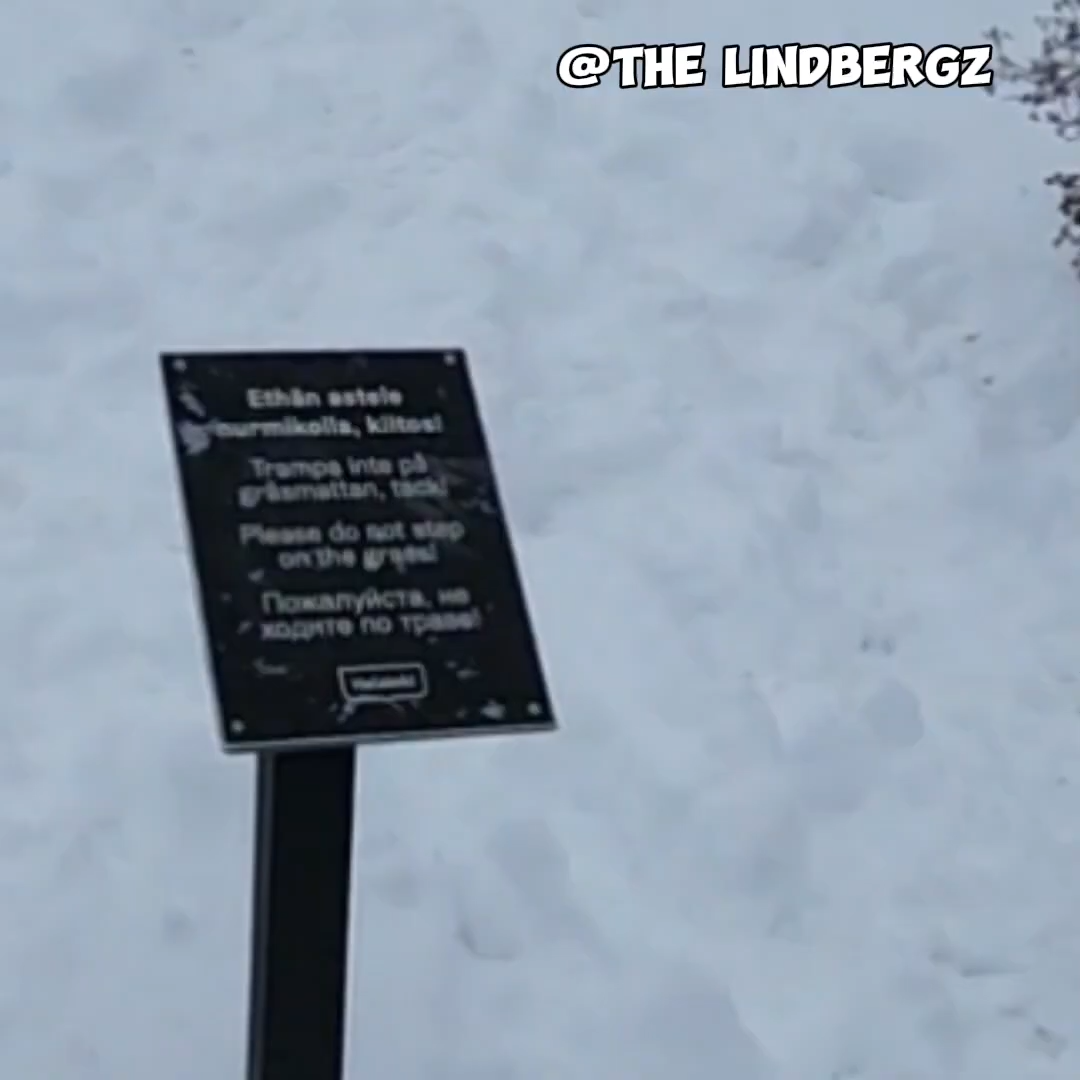 @THE LINDBERGZ
Ethän astele
nurmikolla, kiitos!
Trampa inte på
gräsmattan, tack!
Please do not step
on the grass!
Пожалуйста, не
ходите по траве!
Helsinki